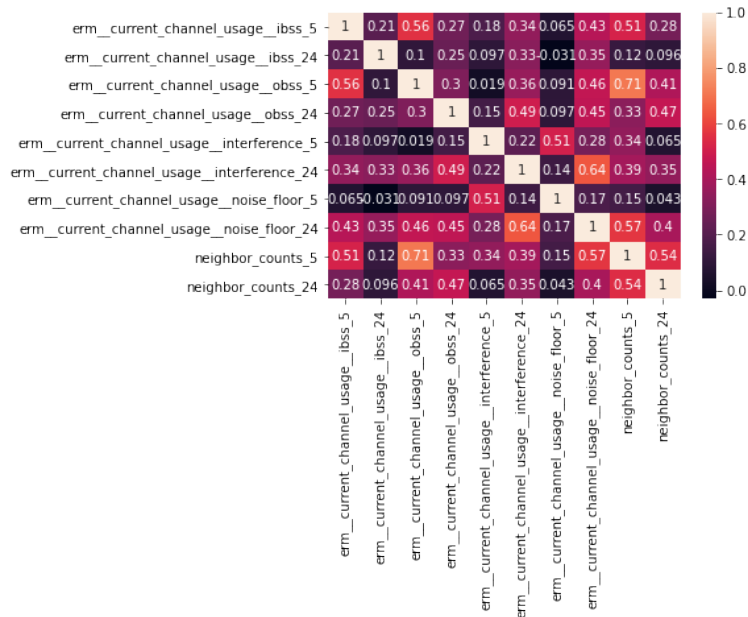 erm__current_channel_usage__ibss_5 1 0.21 0.56 0.27 0.18 0.34 0.065 0.43 0.51 0.28
erm__current_channel_usage__ibss_24 0.21 1 0.1 0.25 0.097 0.33 -0.031 0.35 0.12 0.096
erm__current_channel_usage__obss_5 0.56 0.1 1 0.3 0.019 0.36 0.091 0.46 0.71 0.41
erm__current_channel_usage__obss_24 0.27 0.25 0.3 1 0.15 0.49 0.097 0.45 0.33 0.47
erm__current_channel_usage__interference_5 0.18 0.097 0.019 0.15 1 0.22 0.51 0.28 0.34 0.065
erm__current_channel_usage__interference_24 0.34 0.33 0.36 0.49 0.22 1 0.14 0.64 0.39 0.35
erm__current_channel_usage__noise_floor_5 0.065 -0.031 0.091 0.097 0.51 0.14 1 0.17 0.15 0.043
erm__current_channel_usage__noise_floor_24 0.43 0.35 0.46 0.45 0.28 0.64 0.17 1 0.57 0.4
neighbor_counts_5 0.51 0.12 0.71 0.33 0.34 0.39 0.15 0.57 1 0.54
neighbor_counts_24 0.28 0.096 0.41 0.47 0.065 0.35 0.043 0.4 0.54 1
erm__current_channel_usage__ibss_5
erm__current_channel_usage__ibss_24
erm__current_channel_usage__obss_5
erm__current_channel_usage__obss_24
erm__current_channel_usage__interference_5
erm__current_channel_usage__interference_24
erm__current_channel_usage__noise_floor_5
erm__current_channel_usage__noise_floor_24
neighbor_counts_5
neighbor_counts_24
1.0
0.8
0.6
0.4
0.2
0.0